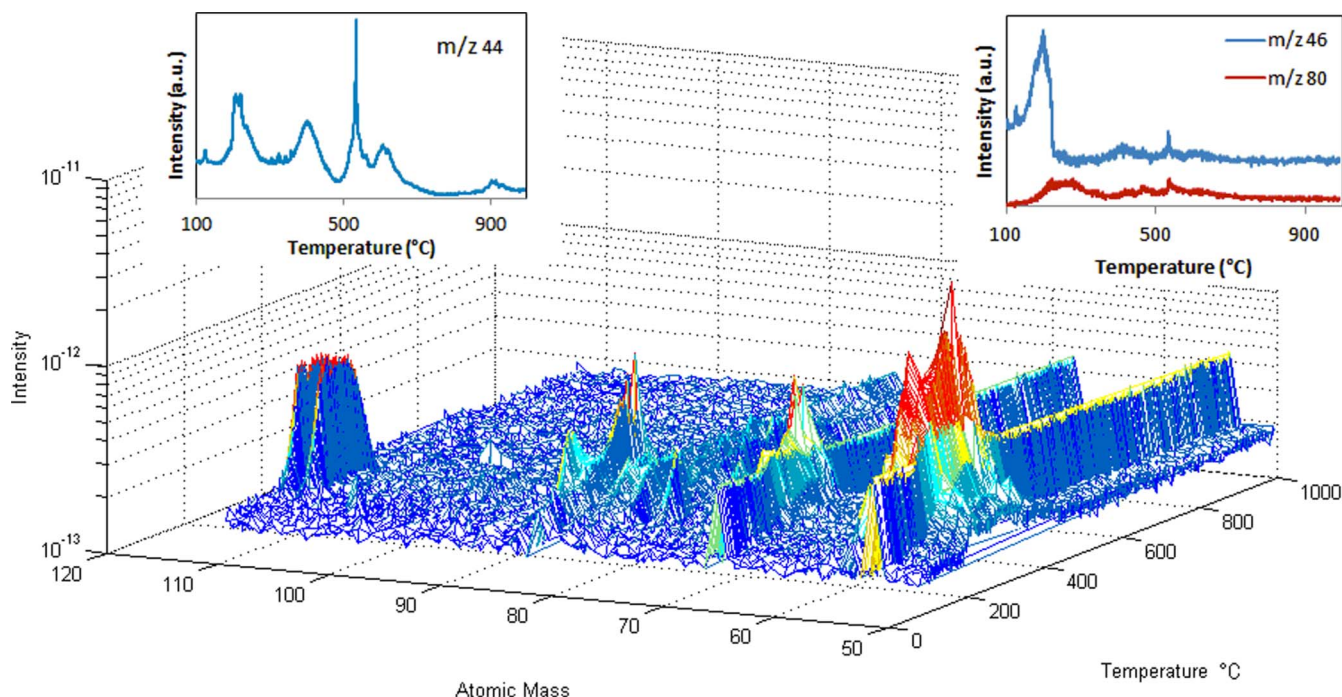 m/z 44
Intensity (a.u.)
100 500 900
Temperature (°C)
m/z 46
m/z 80
Intensity (a.u.)
100 500 900
Temperature (°C)
10-11
10-12
10-13
Intensity
120 110 100 90 80 70 60 50
Atomic Mass
0 200 400 600 800 1000
Temperature °C